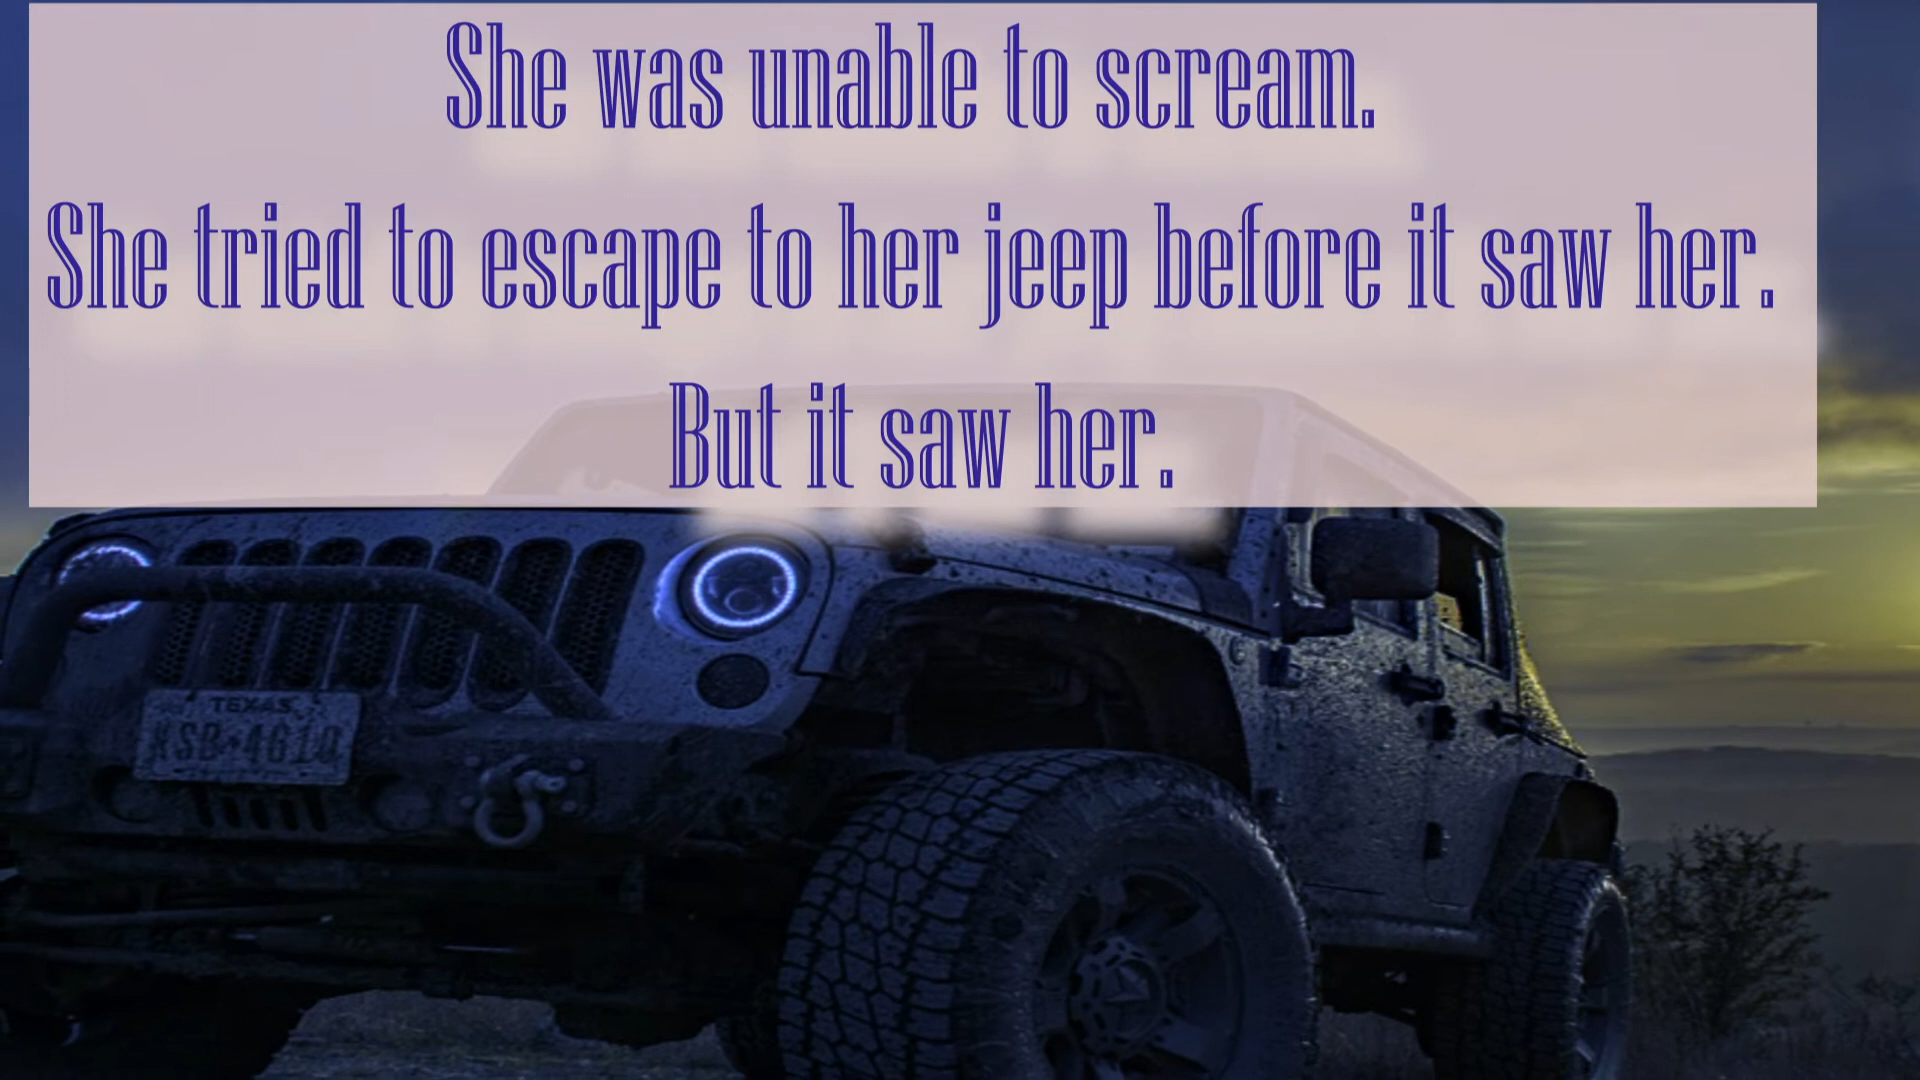 She was unable to scream.
She tried to escape to her jeep before it saw her.
But it saw her.
TEXAS